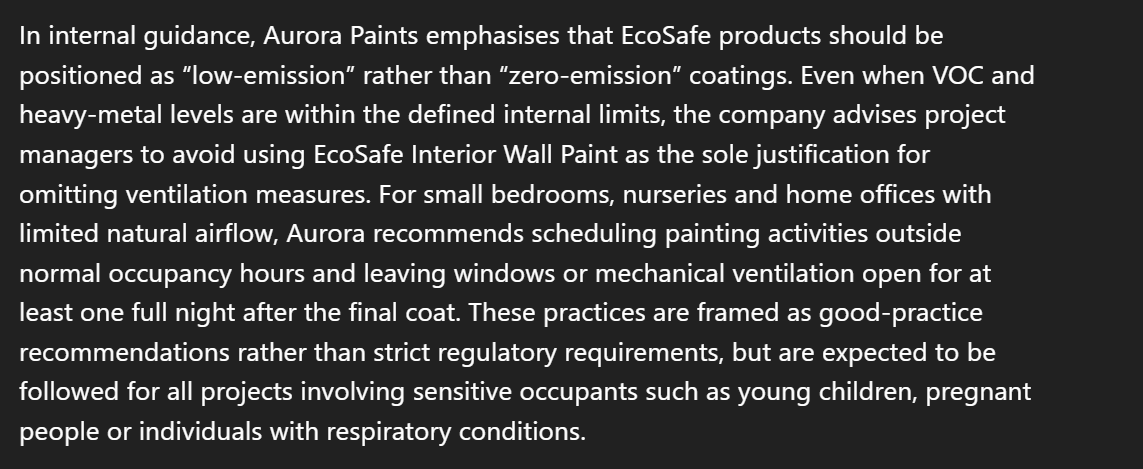 In internal guidance, Aurora Paints emphasises that EcoSafe products should be
positioned as “low-emission” rather than “zero-emission” coatings. Even when VOC and
heavy-metal levels are within the defined internal limits, the company advises project
managers to avoid using EcoSafe Interior Wall Paint as the sole justification for
omitting ventilation measures. For small bedrooms, nurseries and home offices with
limited natural airflow, Aurora recommends scheduling painting activities outside
normal occupancy hours and leaving windows or mechanical ventilation open for at
least one full night after the final coat. These practices are framed as good-practice
recommendations rather than strict regulatory requirements, but are expected to be
followed for all projects involving sensitive occupants such as young children, pregnant
people or individuals with respiratory conditions.